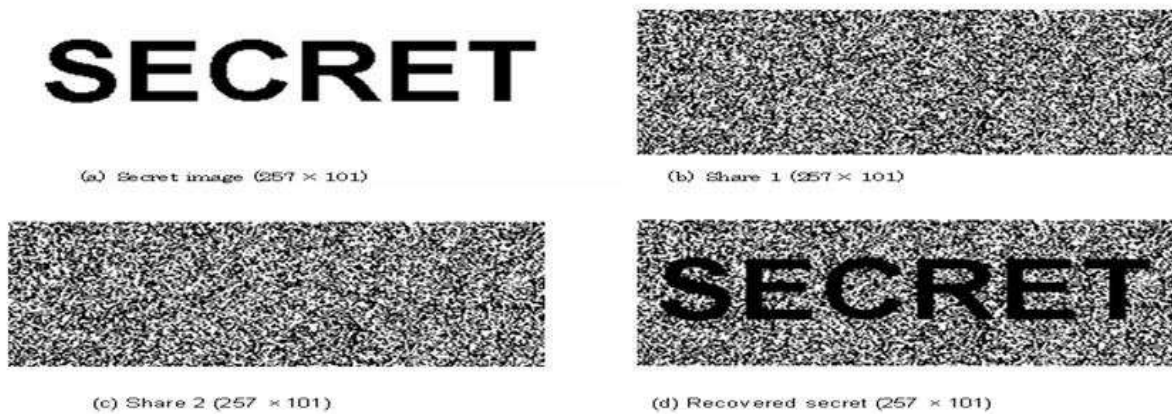 SECRET
(a) Secret image (257 × 101)
(b) Share 1 (257 × 101)
(c) Share 2 (257 × 101)
SECRET
(d) Recovered secret (257 × 101)